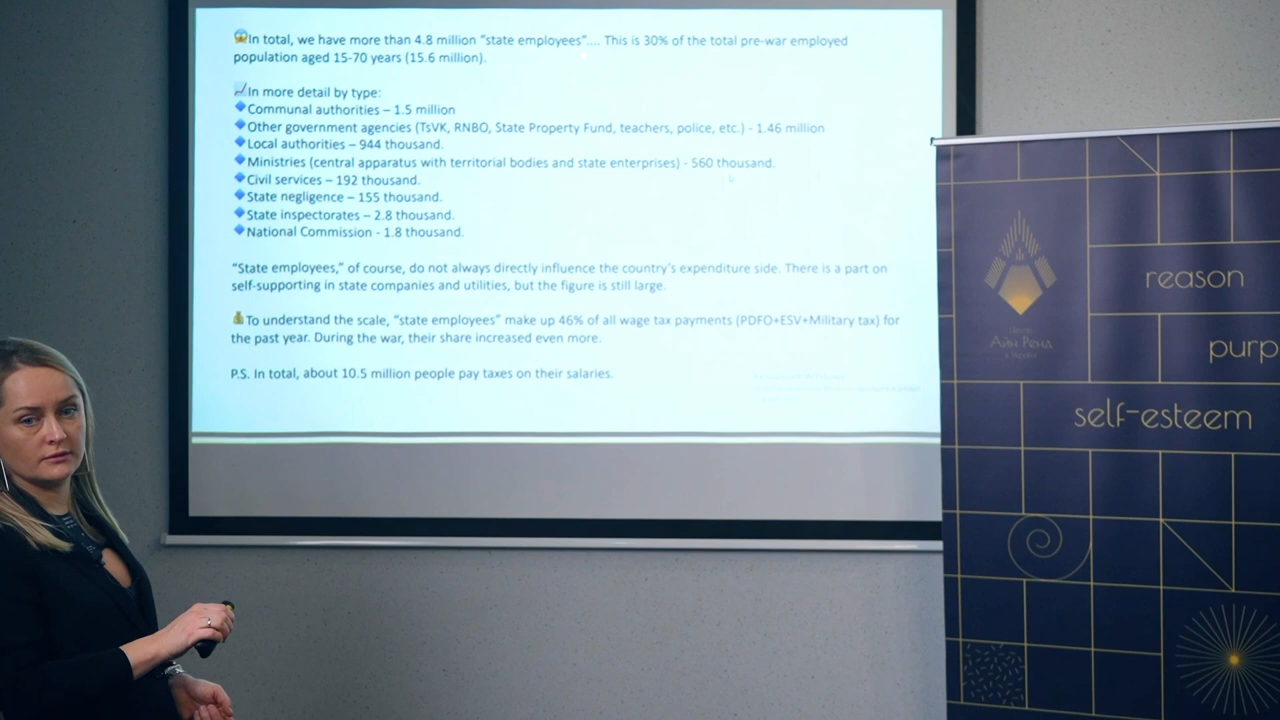 😱In total, we have more than 4.8 million “state employees”.... This is 30% of the total pre-war employed
population aged 15-70 years (15.6 million).
📈In more detail by type:
🔷Communal authorities – 1.5 million
🔷Other government agencies (TsVK, RNBO, State Property Fund, teachers, police, etc.) - 1.46 million
🔷Local authorities – 944 thousand.
🔷Ministries (central apparatus with territorial bodies and state enterprises) - 560 thousand.
🔷Civil services – 192 thousand.
🔷State negligence – 155 thousand.
🔷State inspectorates – 2.8 thousand.
🔷National Commission - 1.8 thousand.
“State employees,” of course, do not always directly influence the country’s expenditure side. There is a part on
self-supporting in state companies and utilities, but the figure is still large.
💰To understand the scale, “state employees” make up 46% of all wage tax payments (PDFO+ESV+Military tax) for
the past year. During the war, their share increased even more.
P.S. In total, about 10.5 million people pay taxes on their salaries.
reason
purp
self-esteem
Айн Ренд